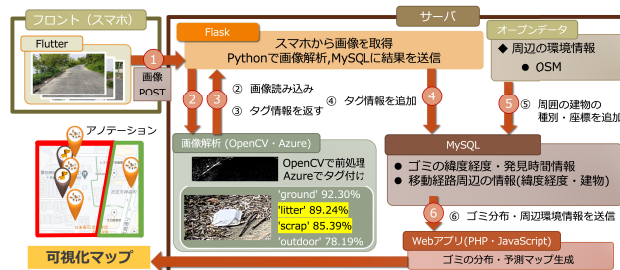 フロント（スマホ）
Flutter
①
画像
POST
サーバ
Flask
スマホから画像を取得
Pythonで画像解析,MySQLに結果を送信
オープンデータ
◆ 周辺の環境情報
● OSM
②
③
② 画像読み込み
③ タグ情報を返す
④ タグ情報を追加
④
⑤
⑤ 周囲の建物の
種別・座標を追加
アノテーション
画像解析 (OpenCV・Azure)
OpenCVで前処理
Azureでタグ付け
'ground' 92.30%
'litter' 89.24%
'scrap' 85.39%
'outdoor' 78.19%
MySQL
● ゴミの緯度経度・発見時間情報
● 移動経路周辺の情報(緯度経度・建物)
⑥
⑥ ゴミ分布・周辺環境情報を送信
Webアプリ(PHP・JavaScript)
ゴミの分布・予測マップ生成
可視化マップ